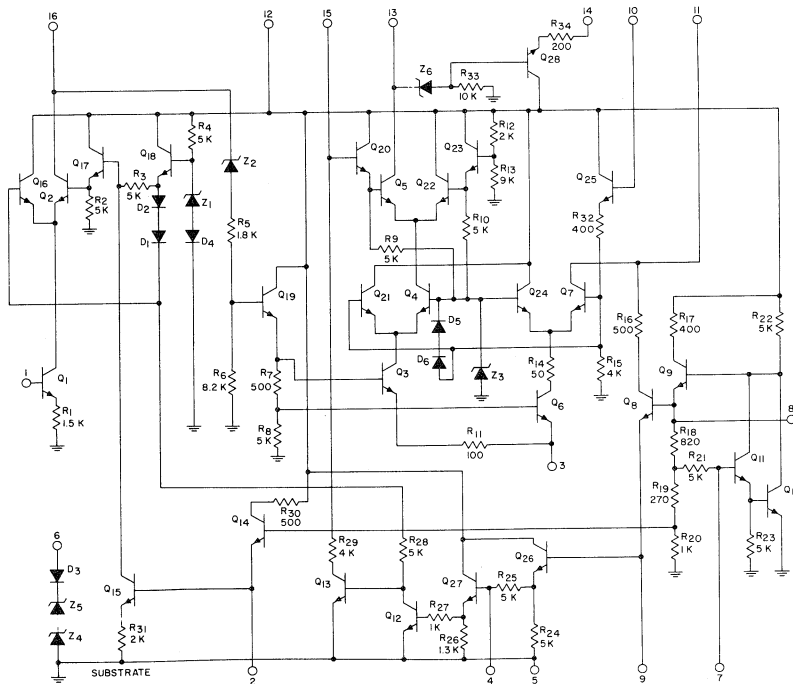 16
12
15
13
14
10
11
R34
200
Q28
Z6
R33
10 K
R4
5 K
Q20
Q23
R12
2 K
Q17
Q18
Z2
Q16
R3
5K
Q5
Q22
R13
9 K
Q25
Q2
R2
5K
D2
Z1
R10
5 K
R32
400
D1
D4
R5
1.8 K
R9
5 K
Q19
Q21
Q4
Q24
Q7
D5
R16
500
R17
400
R22
5 K
D6
R14
50
R15
4 K
Q9
1
Q1
R6
8.2 K
R7
500
Q3
Z3
Q8
R1
1.5 K
Q6
8
R8
5 K
R18
820
R11
100
R21
5 K
Q11
3
R19
270
Q1
R30
500
Q14
R20
1 K
R23
5 K
6
R29
4 K
R28
5 K
Q26
D3
Q15
Q13
Q27
R25
5 K
Z5
Q12
R27
1K
Z4
R31
2 K
R26
1.3 K
R24
5 K
SUBSTRATE
2
4
5
9
7